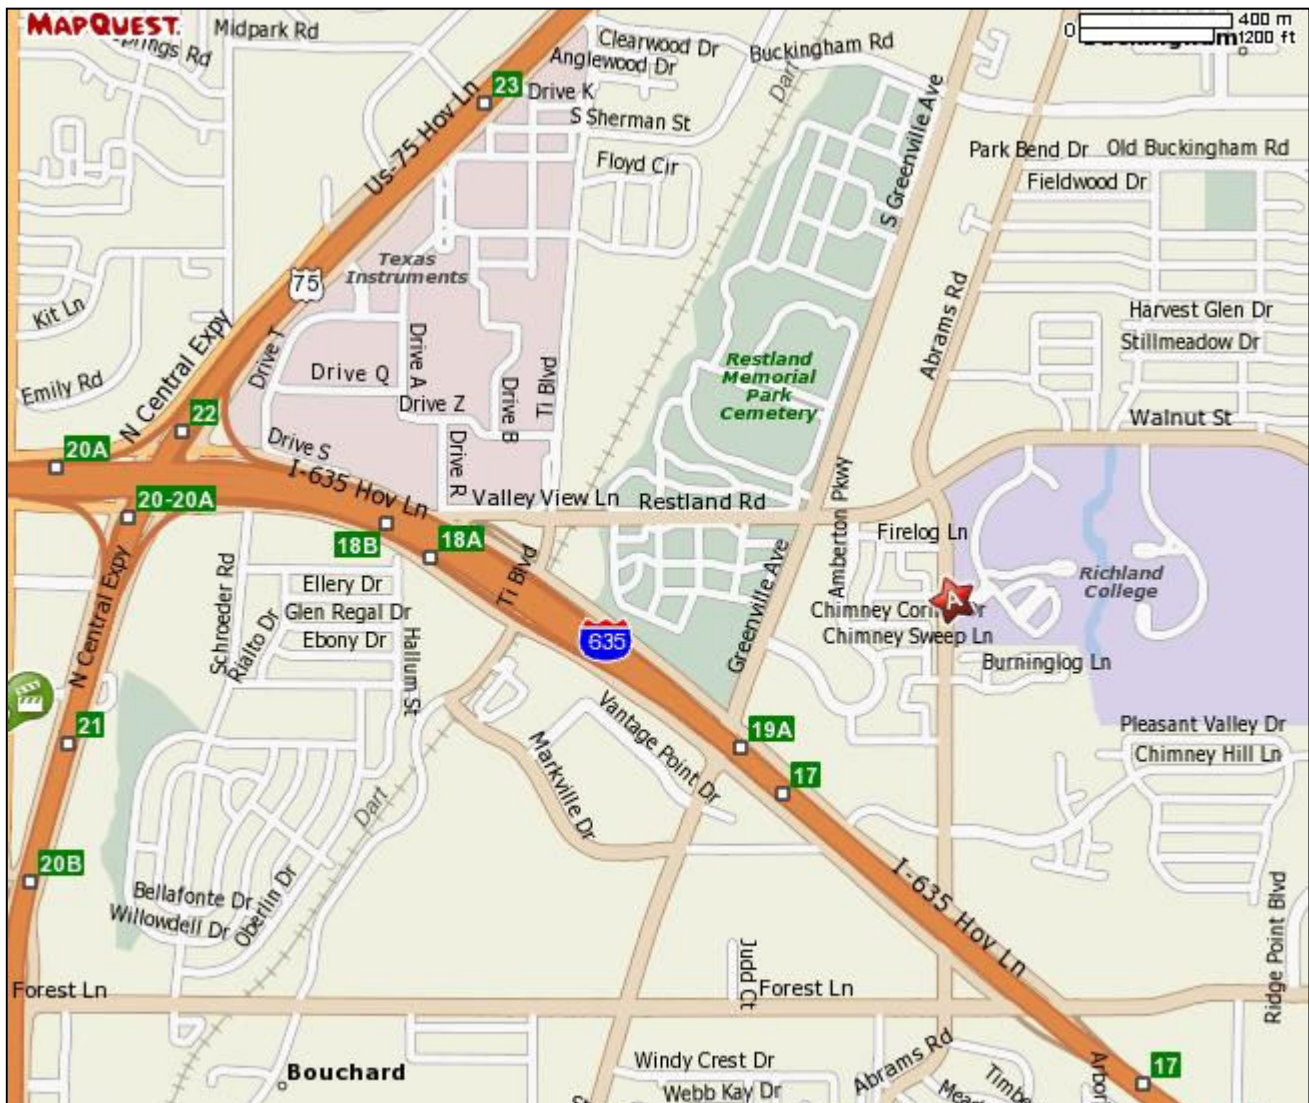 MAPQUEST.
Midpark Rd
Springs Rd
Clearwood Dr
Anglewood Dr
Buckingham Rd
0
400 m
1200 ft
Buckingham
23
Drive K
Us-75 Hov Ln
S Sherman St
Dart
Floyd Cir
S Greenville Ave
Park Bend Dr
Old Buckingham Rd
Fieldwood Dr
Texas
Instruments
75
Kit Ln
N Central Expy
Drive T
Drive A
Abrams Rd
Harvest Glen Dr
Stillmeadow Dr
Restland
Memorial
Park
Cemetery
Emily Rd
Drive Q
Drive Z
Drive B
Ti Blvd
Walnut St
22
20A
Drive S
Drive R
I-635 Hov Ln
Valley View Ln
Restland Rd
Amberton Pkwy
20-20A
18B
18A
Firelog Ln
N Central Expy
Schroeder Rd
Ellery Dr
Glen Regal Dr
Ebony Dr
Rialto Dr
Hallum St
Ti Blvd
635
Greenville Ave
A
Chimney Corner Dr
Chimney Sweep Ln
Burninglog Ln
Richland
College
21
Vantage Point Dr
Markville Dr
19A
17
Pleasant Valley Dr
Chimney Hill Ln
Dart
20B
Bellafonte Dr
Willowdell Dr
Oberlin Dr
I-635 Hov Ln
Ridge Point Blvd
Judd Ct
Forest Ln
Forest Ln
Bouchard
Windy Crest Dr
Webb Kay Dr
Abrams Rd
Timbe
Arbor
17